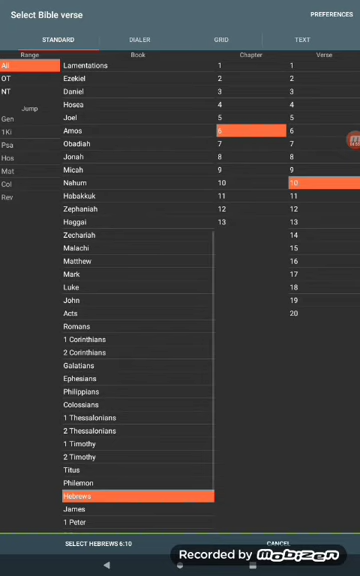 Select Bible verse
PREFERENCES
STANDARD
DIALER
GRID
TEXT
Range
Book
Chapter
Verse
All
OT
NT
Jump
Gen
1Ki
Psa
Hos
Mat
Col
Rev
Lamentations
Ezekiel
Daniel
Hosea
Joel
Amos
Obadiah
Jonah
Micah
Nahum
Habakkuk
Zephaniah
Haggai
Zechariah
Malachi
Matthew
Mark
Luke
John
Acts
Romans
1 Corinthians
2 Corinthians
Galatians
Ephesians
Philippians
Colossians
1 Thessalonians
2 Thessalonians
1 Timothy
2 Timothy
Titus
Philemon
Hebrews
James
1 Peter
1
2
3
4
5
6
7
8
9
10
11
12
13
1
2
3
4
5
6
7
8
9
10
11
12
13
14
15
16
17
18
19
20
SELECT HEBREWS 6:10
CANCEL
Recorded by mobizen